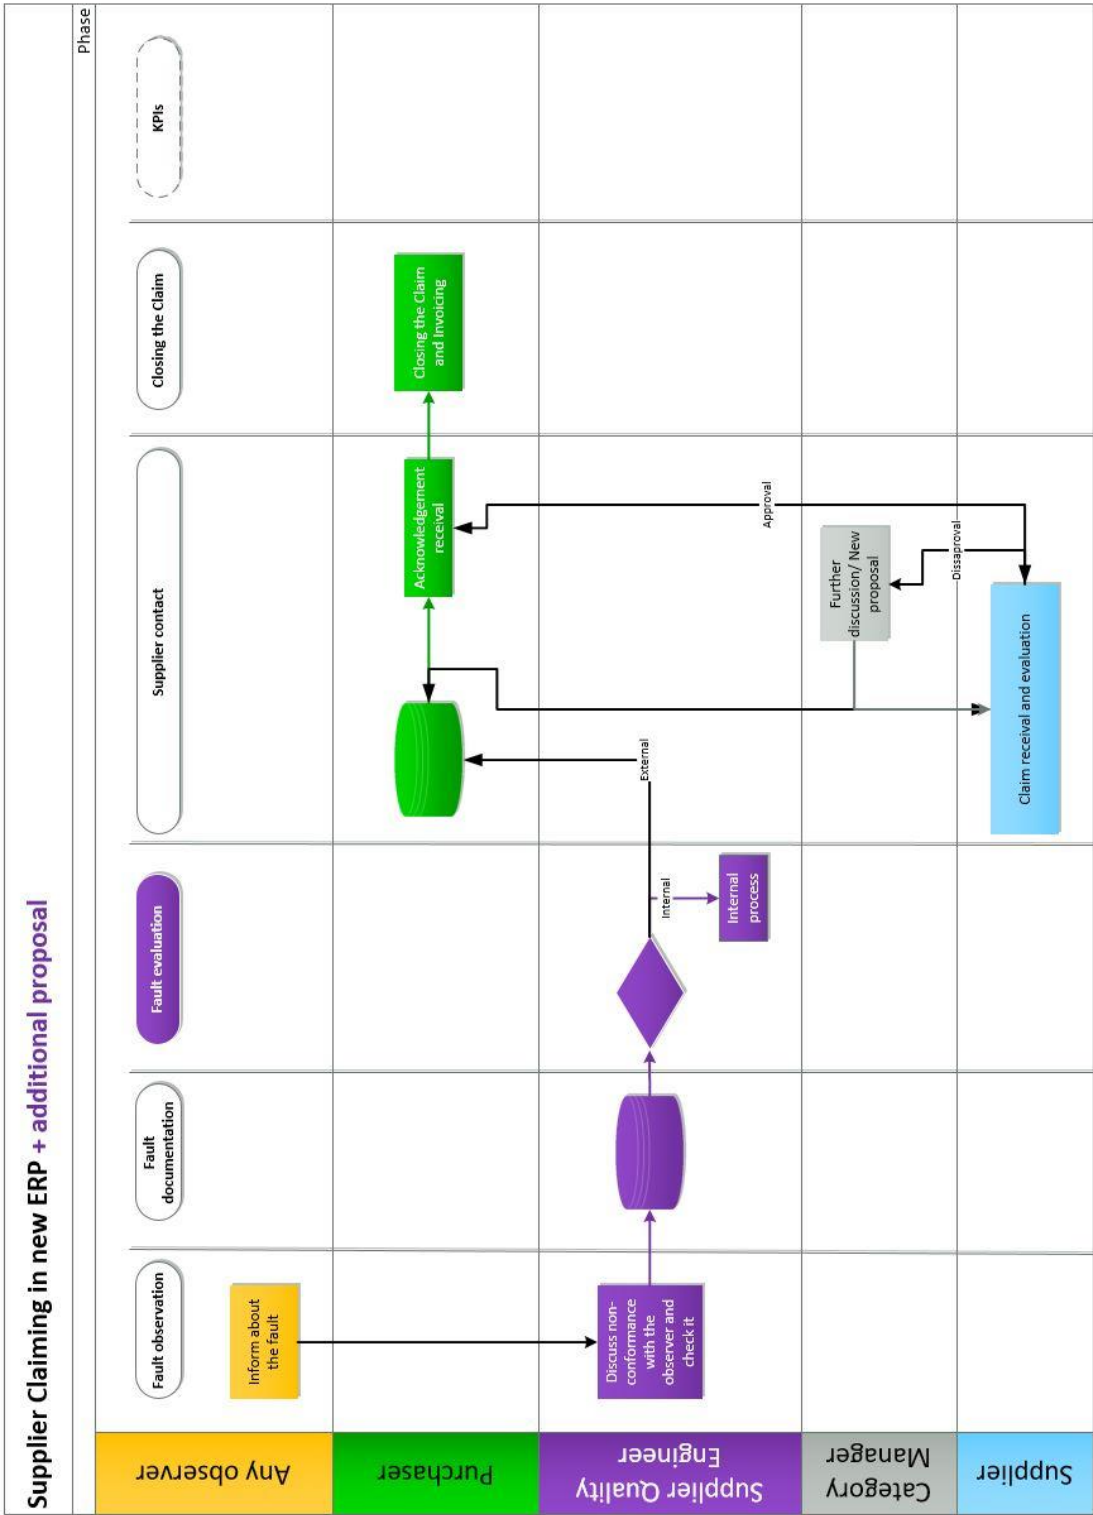 Supplier Claiming in new ERP + additional proposal
Phase
Fault observation
Fault
documentation
Fault evaluation
Supplier contact
Closing the Claim
KPIs
Any observer
Inform about
the fault
Purchaser
Acknowledgement
receival
Closing the Claim
and Invoicing
Supplier Quality
Engineer
Discuss non-
conformance
with the
observer and
check it
Internal
Internal
process
External
Approval
Category
Manager
Further
discussion/ New
proposal
Dissaproval
Supplier
Claim receival and evaluation